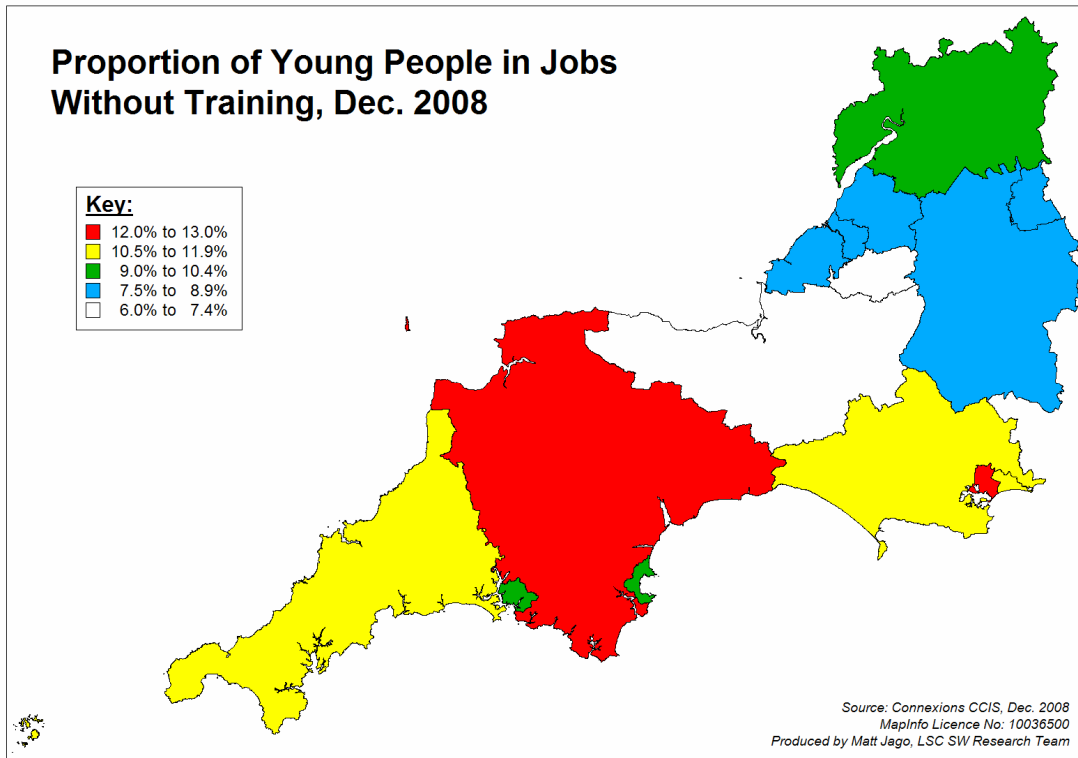 Proportion of Young People in Jobs
Without Training, Dec. 2008
Key:
12.0% to 13.0%
10.5% to 11.9%
9.0% to 10.4%
7.5% to 8.9%
6.0% to 7.4%
Source: Connexions CCIS, Dec. 2008
MapInfo Licence No: 10036500
Produced by Matt Jago, LSC SW Research Team